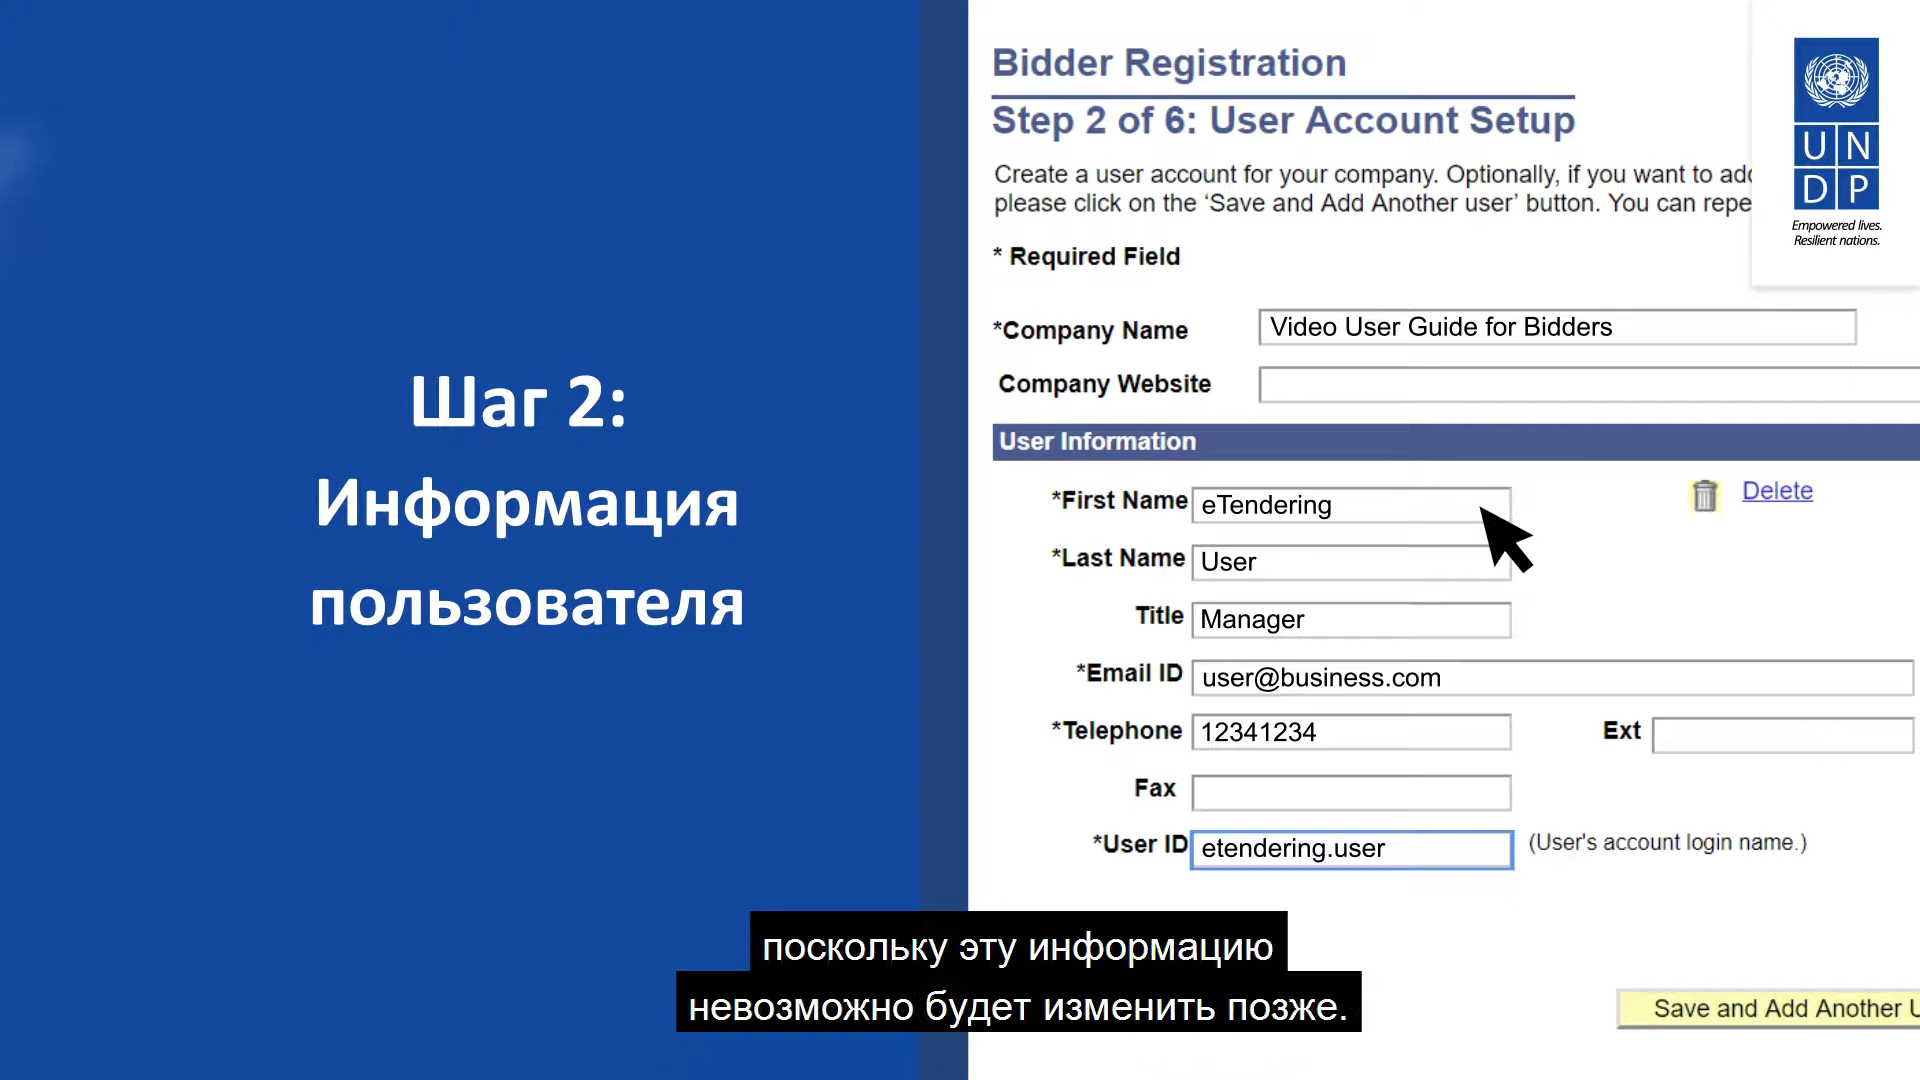 Шаг 2:
Информация
пользователя
Bidder Registration
Step 2 of 6: User Account Setup
Create a user account for your company. Optionally, if you want to
please click on the ‘Save and Add Another user’ button. You can
* Required Field
*Company Name Video User Guide for Bidders
Company Website
User Information
*First Name eTendering Delete
*Last Name User
Title Manager
*Email ID user@business.com
*Telephone 12341234 Ext
Fax
*User ID etendering.user (User's account login name.)
Save and Add Another
UN
DP
Empowered lives.
Resilient nations.
поскольку эту информацию
невозможно будет изменить позже.